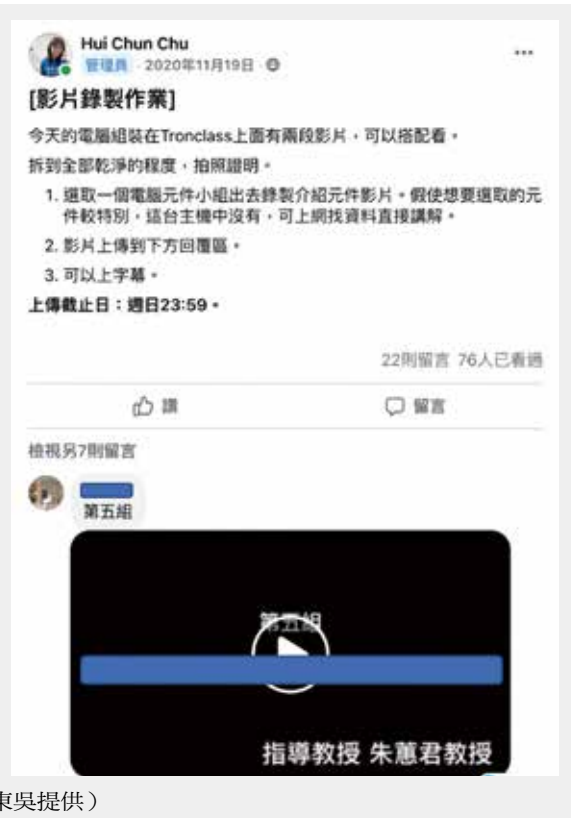 Hui Chun Chu
管理員 · 2020年11月19日 ·
[影片錄製作業]
今天的電腦組裝在Tronclass上面有兩段影片，可以搭配看。
拆到全部乾淨的程度，拍照證明。
1. 選取一個電腦元件小組出去錄製介紹元件影片。假使想要選取的元
件較特別，這台主機中沒有，可上網找資料直接講解。
2. 影片上傳到下方回覆區。
3. 可以上字幕。
上傳截止日：週日23:59。
22則留言 76人已看過
讚
留言
檢視另7則留言
第五組
第五組
指導教授 朱蕙君教授
東吳提供）